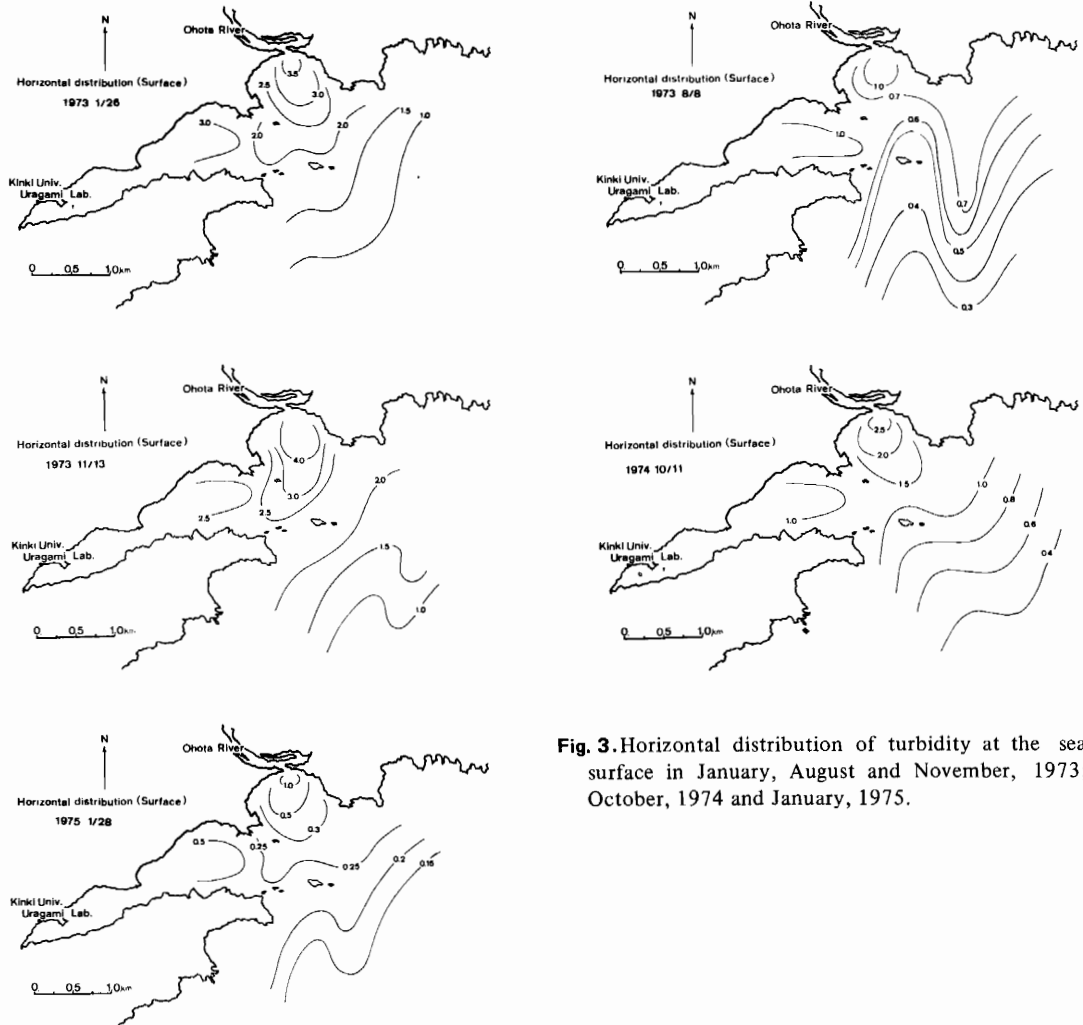 N
Ohota River
Horizontal distribution (Surface)
1973 1/26
3.5
2.5
3.0
3.0
2.0
2.0
1.5
1.0
Kinki Univ.
Uragami Lab.
0 0.5 1.0km
N
Ohota River
Horizontal distribution (Surface)
1973 8/8
1.0
0.7
0.6
1.0
Kinki Univ.
Uragami Lab.
0.4
0.7
0.5
0.3
0 0.5 1.0km
N
Ohota River
Horizontal distribution (Surface)
1973 11/13
4.0
3.0
2.5
2.5
2.0
1.5
1.0
Kinki Univ.
Uragami Lab.
0 0.5 1.0km
N
Ohota River
Horizontal distribution (Surface)
1974 10/11
2.5
2.0
1.5
1.0
1.0
0.8
0.6
0.4
Kinki Univ.
Uragami Lab.
0 0.5 1.0km
N
Ohota River
Horizontal distribution (Surface)
1975 1/28
1.0
0.5
0.3
0.5
0.25
0.25
0.2
0.15
Kinki Univ.
Uragami Lab.
0 0.5 1.0km
Fig. 3. Horizontal distribution of turbidity at the sea
surface in January, August and November, 1973
October, 1974 and January, 1975.